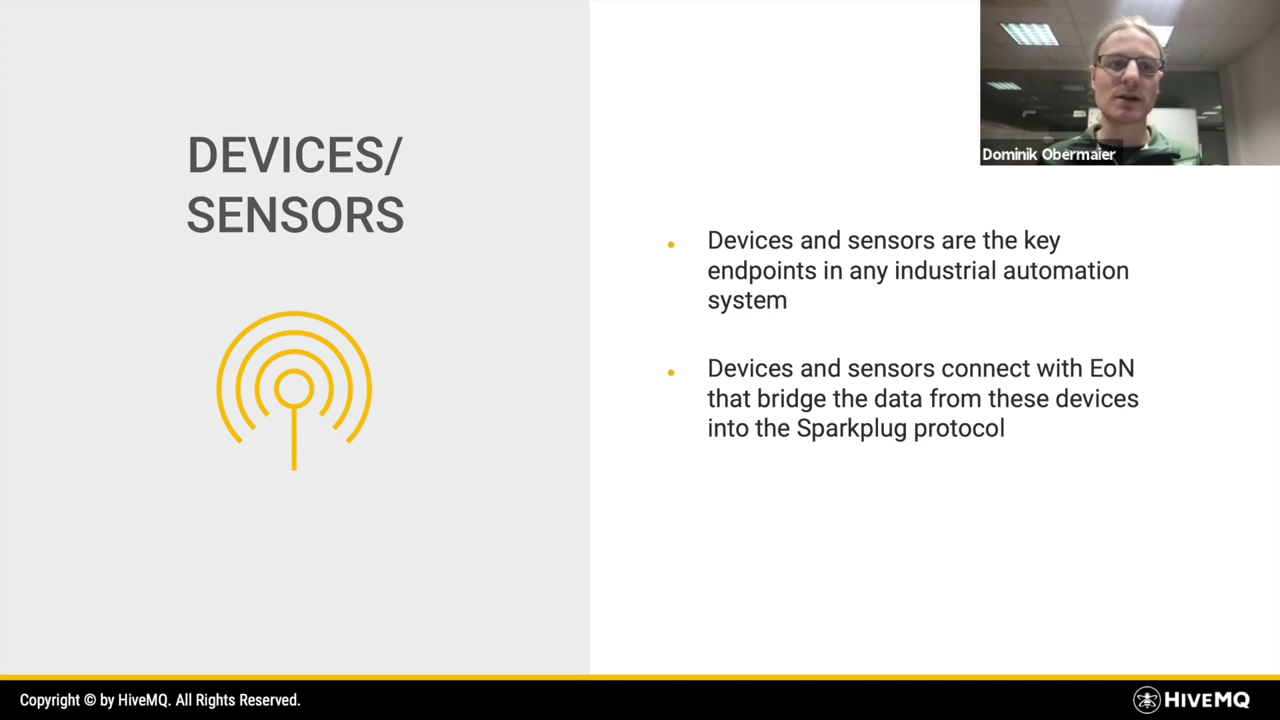 DEVICES/
SENSORS
Dominik Obermaier
Devices and sensors are the key
endpoints in any industrial automation
system
Devices and sensors connect with EoN
that bridge the data from these devices
into the Sparkplug protocol
Copyright © by HiveMQ. All Rights Reserved.
HIVEMQ